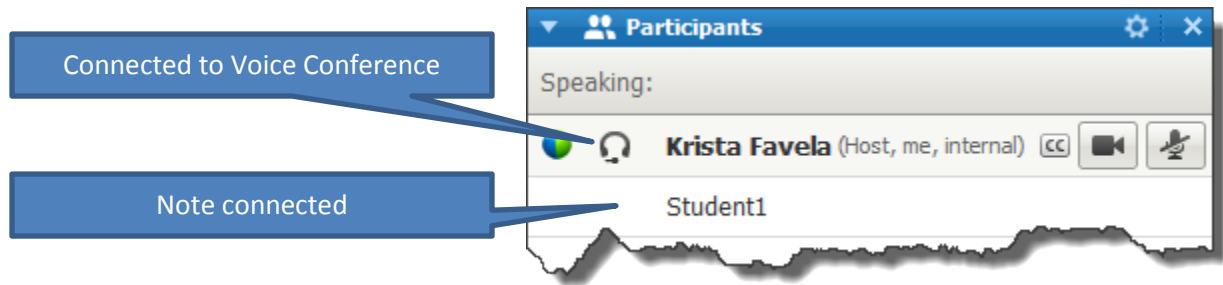 Participants
Connected to Voice Conference
Speaking:
Krista Favela (Host, me, internal) CC
Note connected
Student1